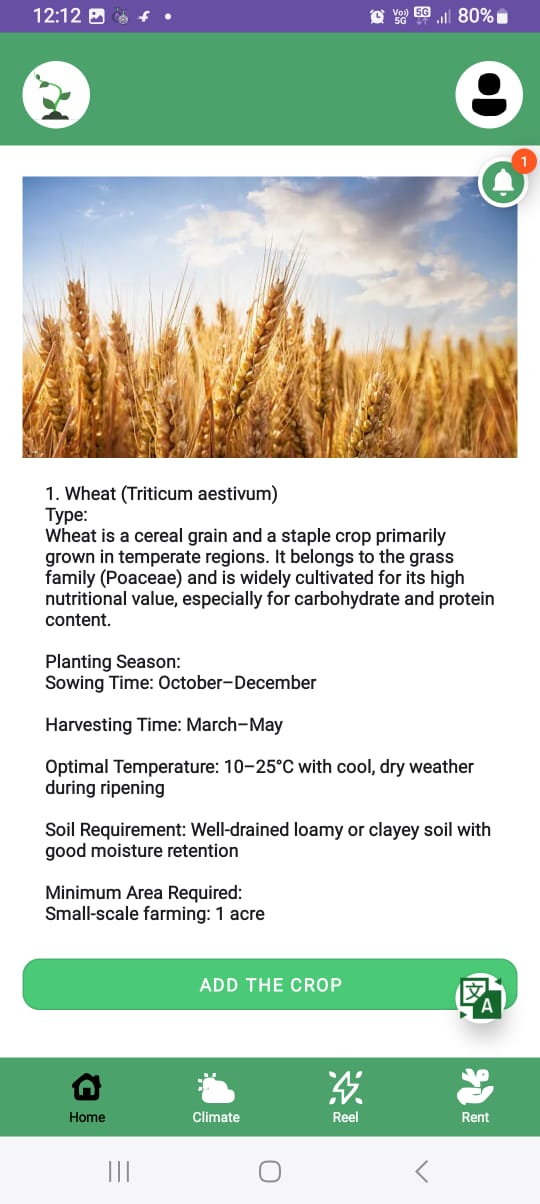 12:12
Vo))
5G
5G
80%
1
1. Wheat (Triticum aestivum)
Type:
Wheat is a cereal grain and a staple crop primarily
grown in temperate regions. It belongs to the grass
family (Poaceae) and is widely cultivated for its high
nutritional value, especially for carbohydrate and protein
content.
Planting Season:
Sowing Time: October–December
Harvesting Time: March–May
Optimal Temperature: 10–25°C with cool, dry weather
during ripening
Soil Requirement: Well-drained loamy or clayey soil with
good moisture retention
Minimum Area Required:
Small-scale farming: 1 acre
ADD THE CROP
文
A
Home
Climate
Reel
Rent